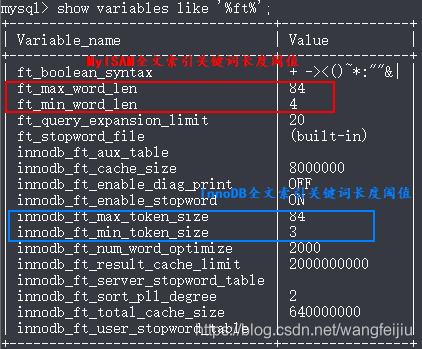 mysql> show variables like '%ft%';
Variable_name | Value
MyISAM全文索引关键词长度阀值
ft_boolean_syntax | + -><()~*:""&|
ft_max_word_len | 84
ft_min_word_len | 4
ft_query_expansion_limit | 20
ft_stopword_file | (built-in)
innodb_ft_aux_table |
innodb_ft_cache_size | 8000000
innodb_ft_enable_diag_print | OFF
InnoDB全文索引关键词长度阀值
innodb_ft_enable_stopword | ON
innodb_ft_max_token_size | 84
innodb_ft_min_token_size | 3
innodb_ft_num_word_optimize | 2000
innodb_ft_result_cache_limit | 2000000000
innodb_ft_server_stopword_table |
innodb_ft_sort_pll_degree | 2
innodb_ft_total_cache_size | 640000000
innodb_ft_user_stopword_table |
https://blog.csdn.net/wangfeijiu